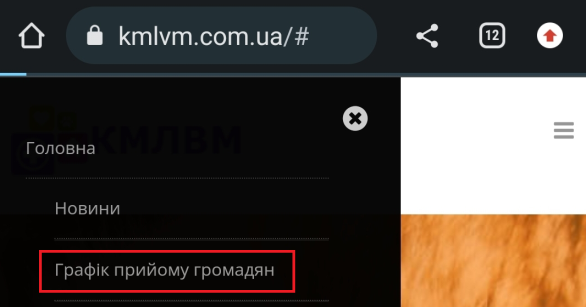 kmlvm.com.ua/#
12
КМЛВМ
Головна
Новини
Графік прийому громадян